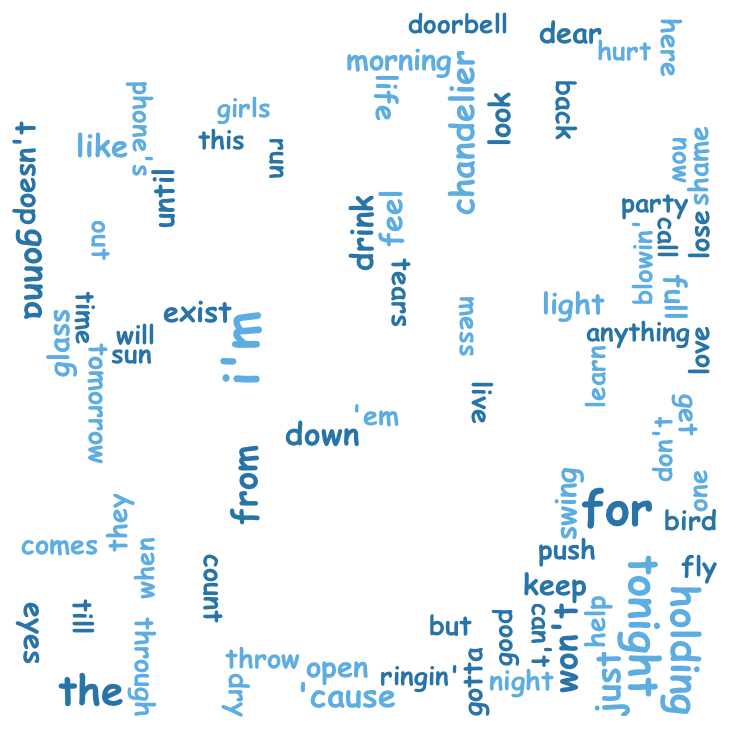 doorbell
dear
hurt
here
morning
chandelier
life
look
back
phone's
girls
this
run
like
until
doesn't
gonna
out
drink
feel
tears
now
shame
party
call
lose
blowin'
full
light
anything
love
learn
time
glass
will
sun
tomorrow
exist
i'm
mess
live
'em
down
from
get
don't
one
swing
for
bird
push
fly
keep
comes
they
when
count
eyes
till
through
the
throw
dry
open
'cause
ringin'
but
gotta
good
night
can't
won't
help
just
tonight
holding